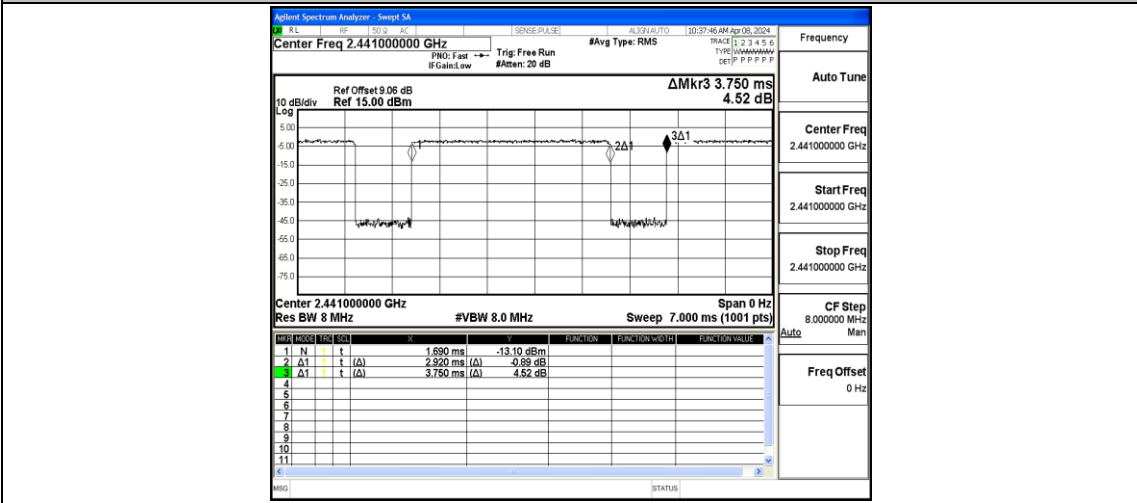 Agilent Spectrum Analyzer - Swept SA
RL RF 50 Ω AC SENSE:PULSE ALIGN AUTO 10:37:46 AM Apr 08, 2024
Center Freq 2.441000000 GHz #Avg Type: RMS TRACE 1 2 3 4 5 6
PNO: Fast Trig: Free Run TYPE
IFGain:Low #Atten: 20 dB DET P P P P P P
Frequency
Auto Tune
Center Freq
2.441000000 GHz
Start Freq
2.441000000 GHz
Stop Freq
2.441000000 GHz
CF Step
8.000000 MHz
Auto Man
Freq Offset
0 Hz
ΔMkr3 3.750 ms
4.52 dB
Ref Offset 9.06 dB
10 dB/div Ref 15.00 dBm
Log
5.00
-5.00
-15.0
-25.0
-35.0
-45.0
-55.0
-65.0
-75.0
1
2Δ1
3Δ1
Center 2.441000000 GHz Span 0 Hz
Res BW 8 MHz #VBW 8.0 MHz Sweep 7.000 ms (1001 pts)
MKR MODE TRC SCL X Y FUNCTION FUNCTION WIDTH FUNCTION VALUE
1 N 1 t 1.690 ms -13.10 dBm
2 Δ1 1 t (Δ) 2.920 ms (Δ) -0.89 dB
3 Δ1 1 t (Δ) 3.750 ms (Δ) 4.52 dB
4
5
6
7
8
9
10
11
MSG STATUS